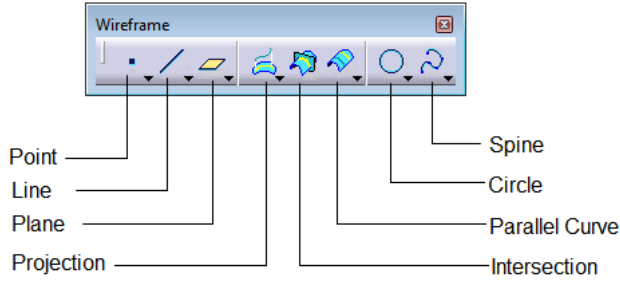 Wireframe
Point
Line
Plane
Projection
Spine
Circle
Parallel Curve
Intersection